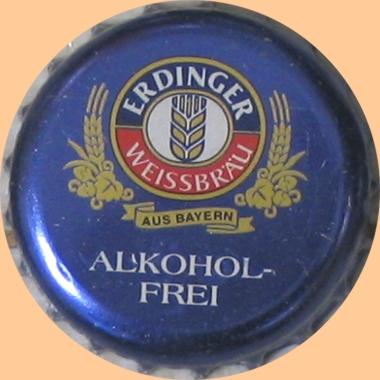 ERDINGER
WEISSBRÄU
AUS BAYERN
ALKOHOL-
FREI